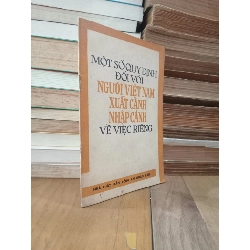 MỘT SỐ QUY ĐỊNH
ĐỐI VỚI
NGƯỜI VIỆT NAM
XUẤT CẢNH
NHẬP CẢNH
VỀ VIỆC RIÊNG